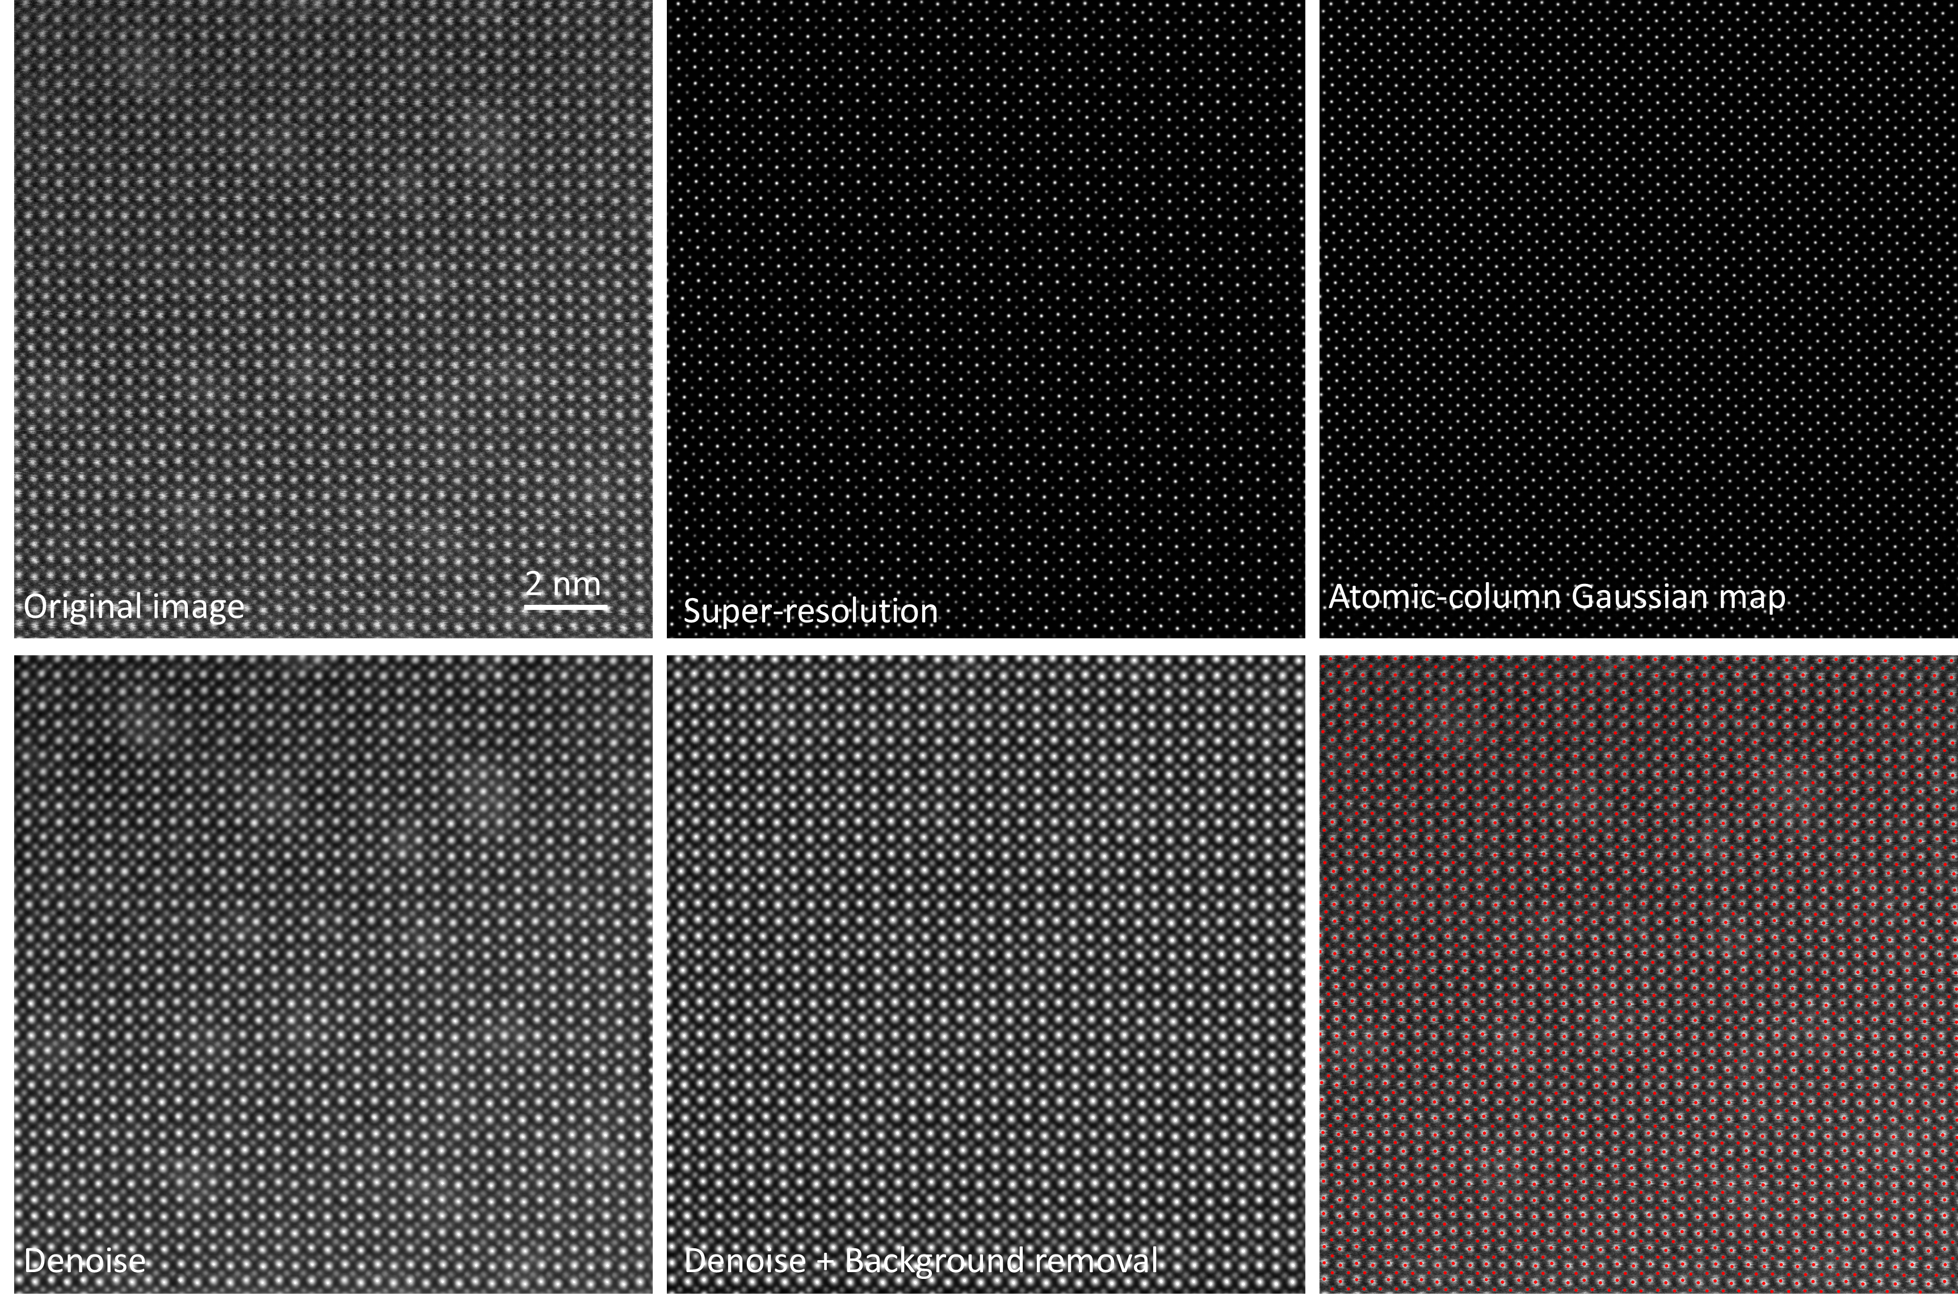 Original image
2 nm
Super-resolution
Atomic-column Gaussian map
Denoise
Denoise + Background removal